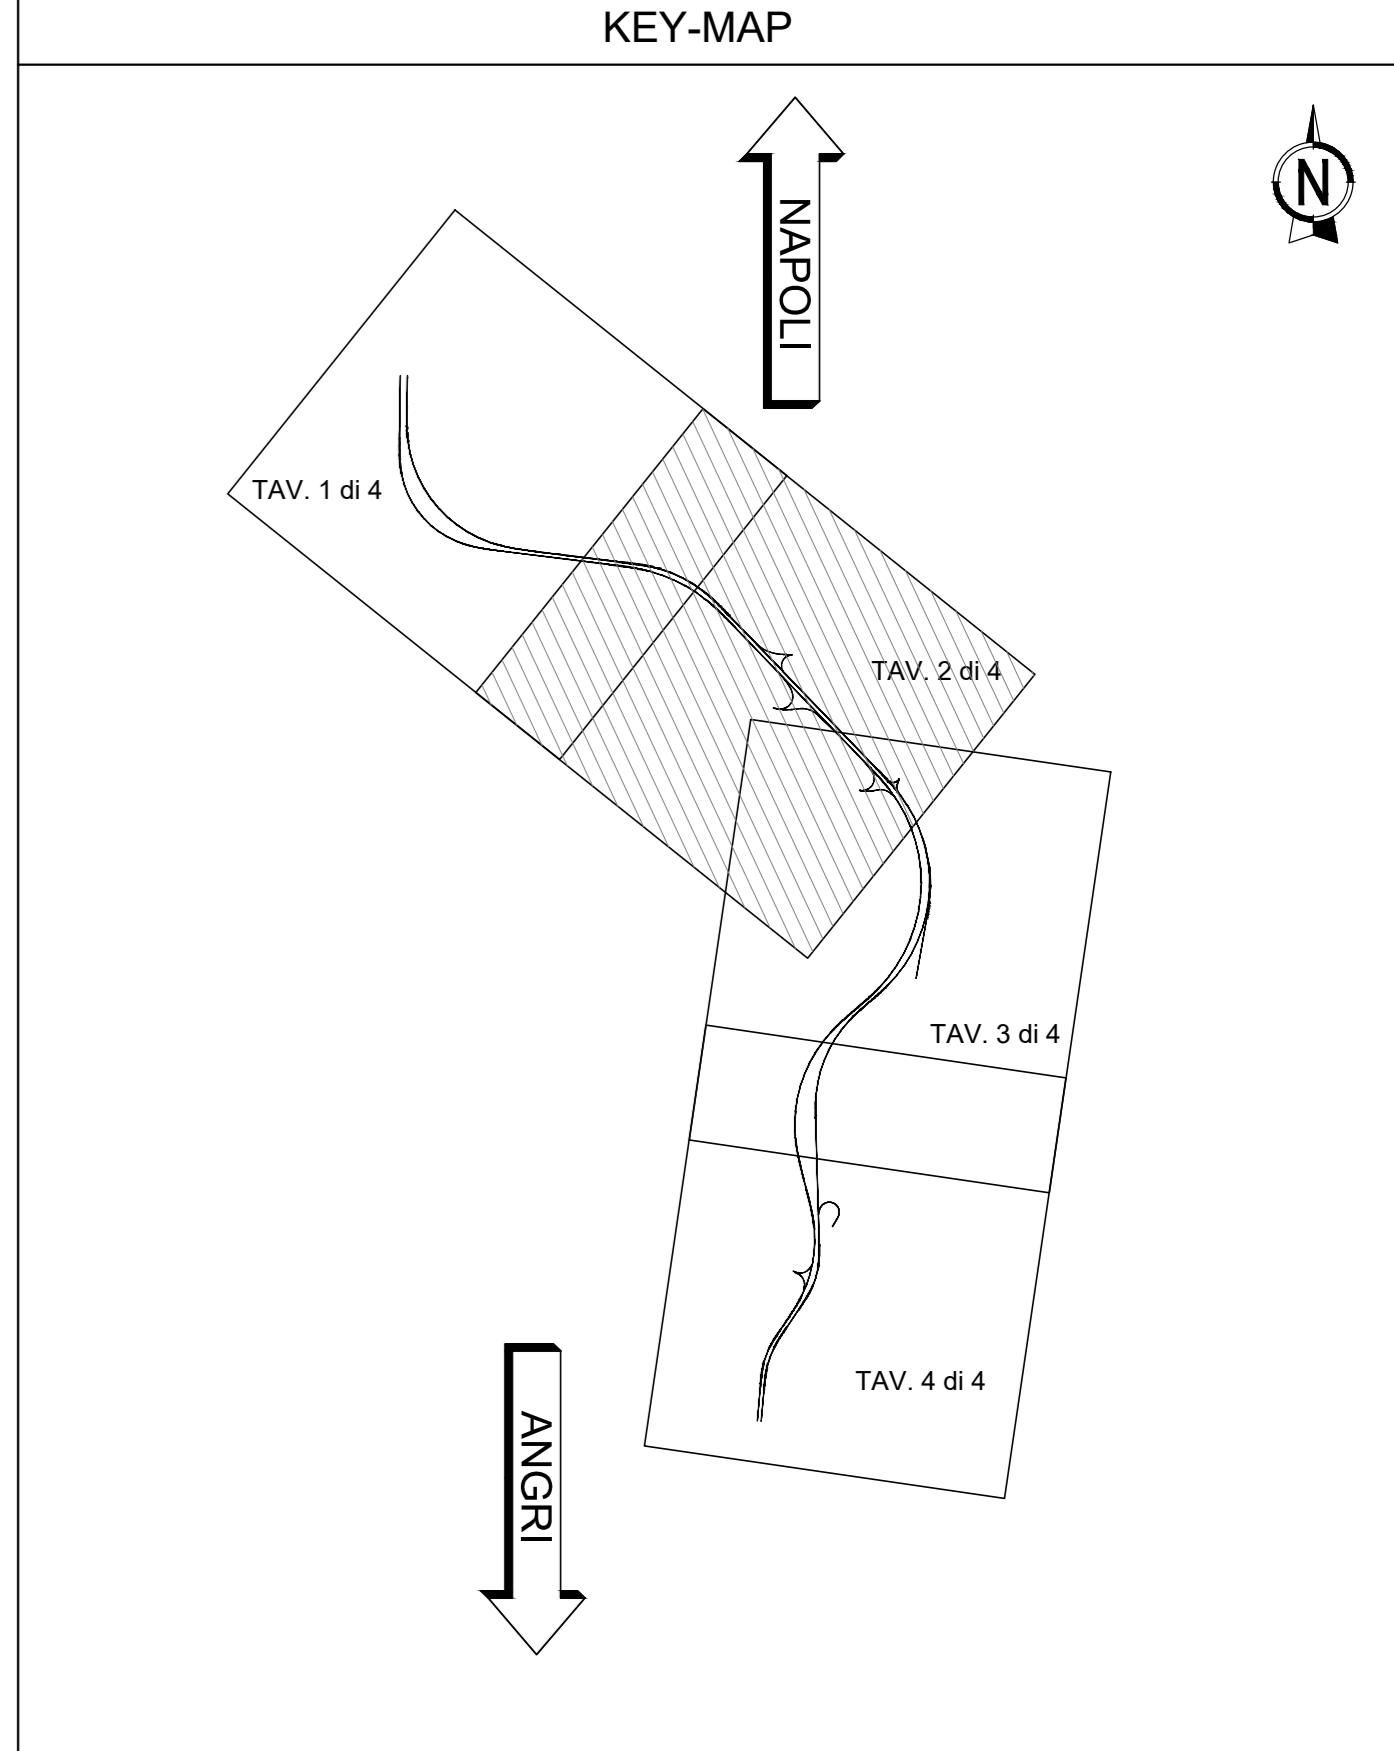 KEY-MAP
N
NAPOLI
TAV. 1 di 4
TAV. 2 di 4
TAV. 3 di 4
TAV. 4 di 4
ANGRI